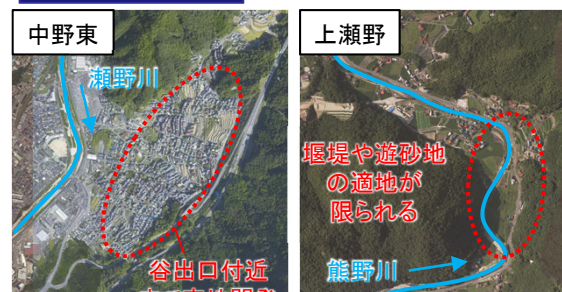 中野東
瀬野川
谷出口付近
上瀬野
堰堤や遊砂地
の適地が
限られる
熊野川